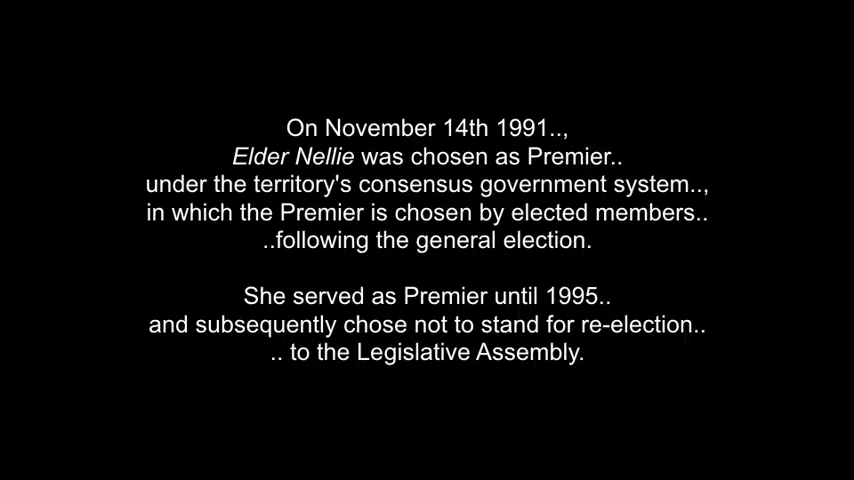 On November 14th 1991..,
Elder Nellie was chosen as Premier..
under the territory's consensus government system..,
in which the Premier is chosen by elected members..
..following the general election.
She served as Premier until 1995..
and subsequently chose not to stand for re-election..
.. to the Legislative Assembly.